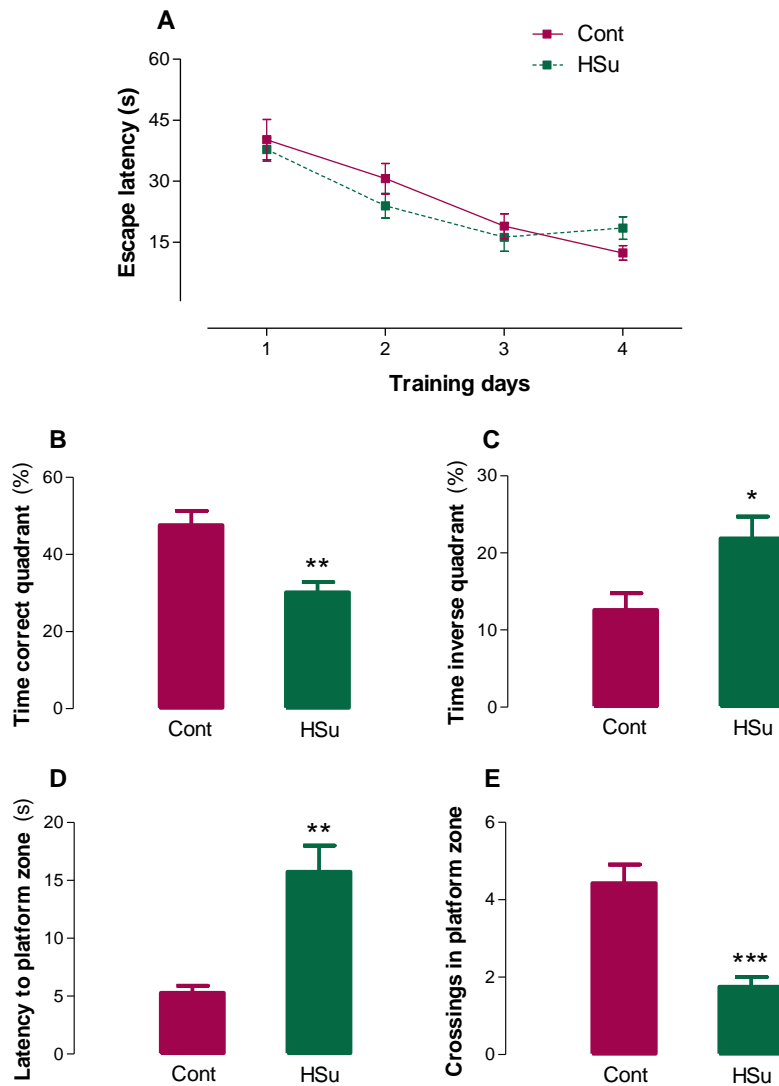 A
Cont
HSu
Escape latency (s)
60
45
30
15
1 2 3 4
Training days
B
Time correct quadrant (%)
60
40
20
0
**
Cont HSu
C
Time inverse quadrant (%)
30
20
10
0
*
Cont HSu
D
Latency to platform zone (s)
20
15
10
5
0
**
Cont HSu
E
Crossings in platform zone
6
4
2
0
***
Cont HSu